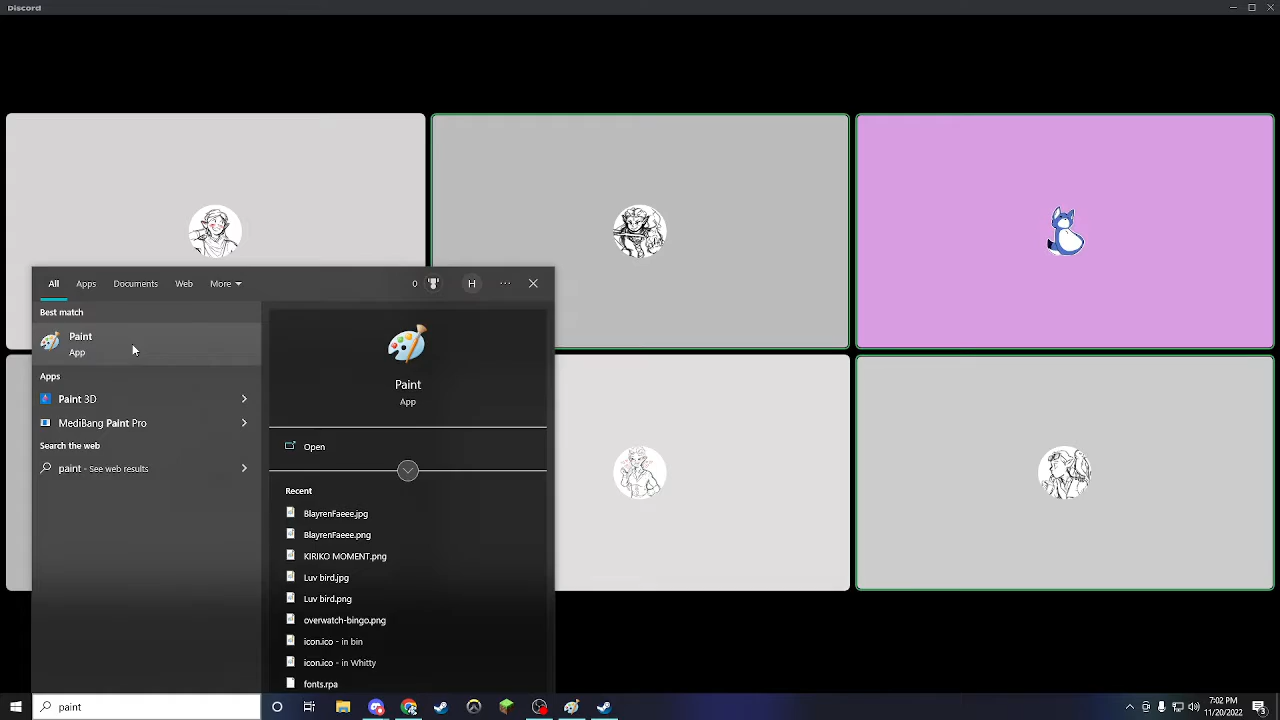 Discord
All
Apps
Documents
Web
More
0
H
Best match
Paint
App
Apps
Paint 3D
MediBang Paint Pro
Search the web
paint - See web results
Paint
App
Open
Recent
BlayrenFaeee.jpg
BlayrenFaeee.png
KIRIKO MOMENT.png
Luv bird.jpg
Luv bird.png
overwatch-bingo.png
icon.ico - in bin
icon.ico - in Whitty
fonts.rpa
paint
7:02 PM
11/20/2022